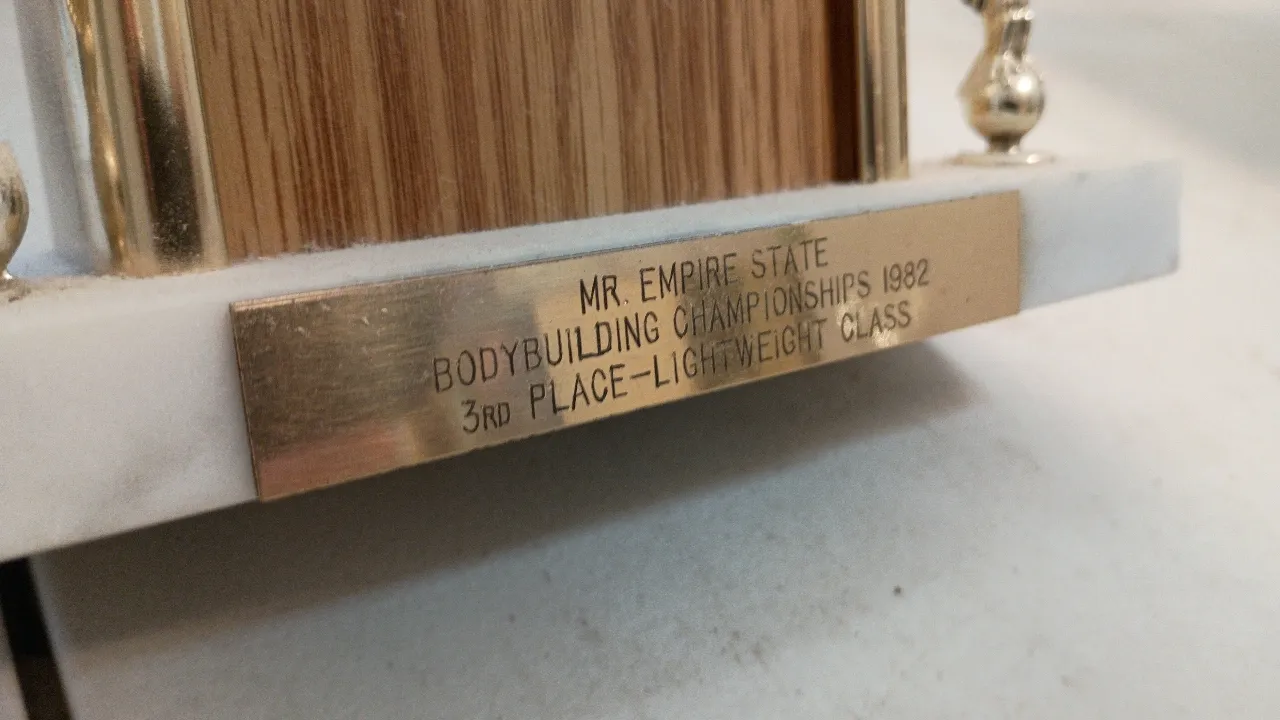 MR. EMPIRE STATE
BODYBUILDING CHAMPIONSHIPS 1982
3RD PLACE-LIGHTWEIGHT CLASS